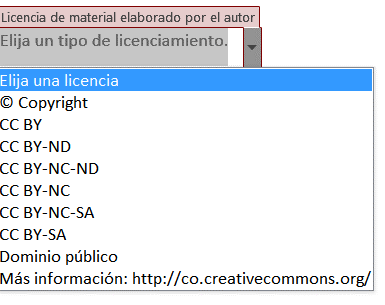 Licencia de material elaborado por el autor
Elija un tipo de licenciamiento.
Elija una licencia
© Copyright
CC BY
CC BY-ND
CC BY-NC-ND
CC BY-NC
CC BY-NC-SA
CC BY-SA
Dominio público
Más información: http://co.creativecommons.org/